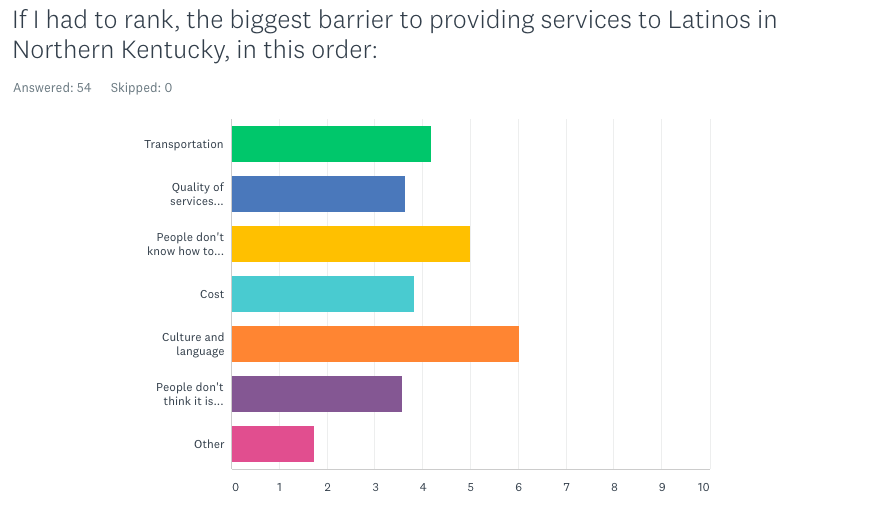 If I had to rank, the biggest barrier to providing services to Latinos in
Northern Kentucky, in this order:
Answered: 54 Skipped: 0
Transportation
Quality of
services...
People don't
know how to...
Cost
Culture and
language
People don't
think it is...
Other
0 1 2 3 4 5 6 7 8 9 10